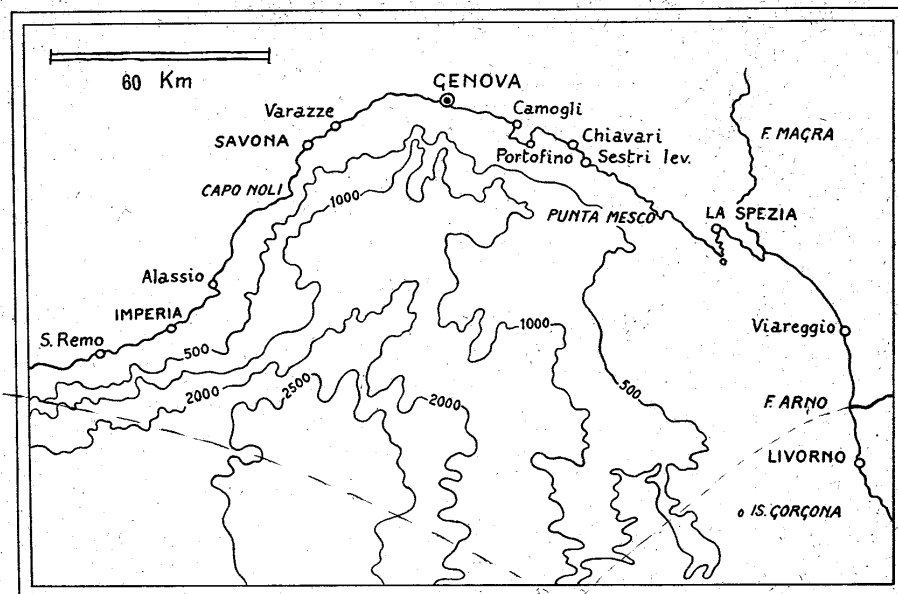 60 Km
GENOVA
Varazze
Camogli
SAVONA
Chiavari
F. MAGRA
Portofino
Sestri lev.
CAPO NOLI
1000
PUNTA MESCO
LA SPEZIA
Alassio
IMPERIA
1000
Viareggio
S. Remo
500
2000
2500
2000
500
F. ARNO
LIVORNO
IS. GORGONA